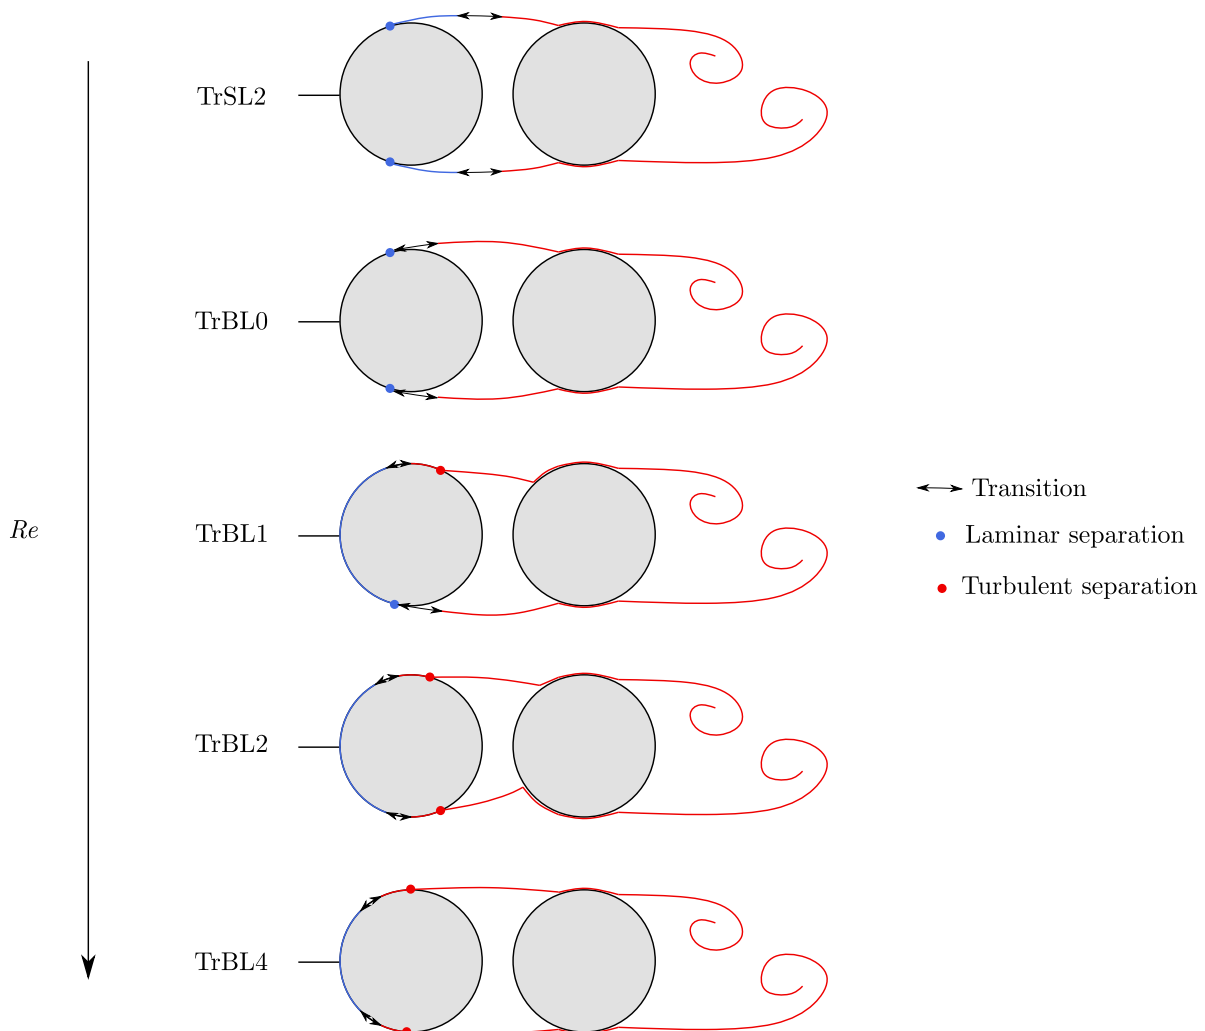 TrSL2
TrBL0
Transition
Re
TrBL1
Laminar separation
Turbulent separation
TrBL2
TrBL4